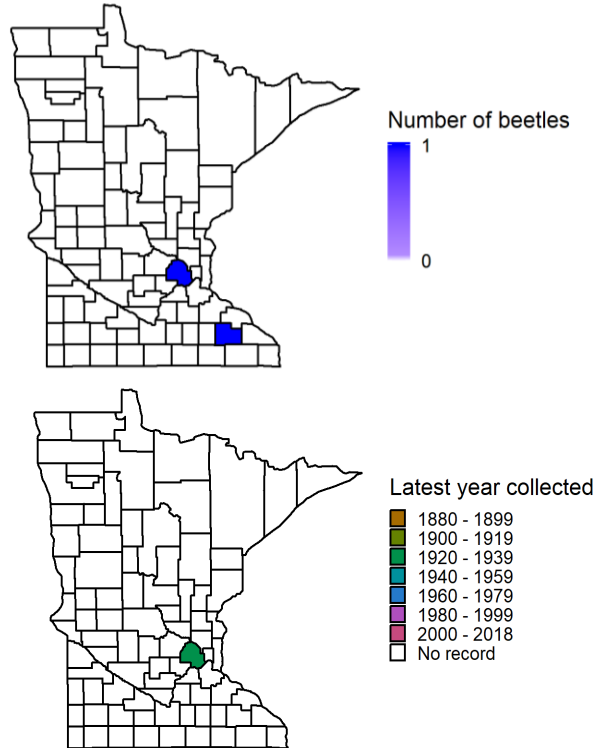 Number of beetles
1
0
Latest year collected
1880 - 1899
1900 - 1919
1920 - 1939
1940 - 1959
1960 - 1979
1980 - 1999
2000 - 2018
No record